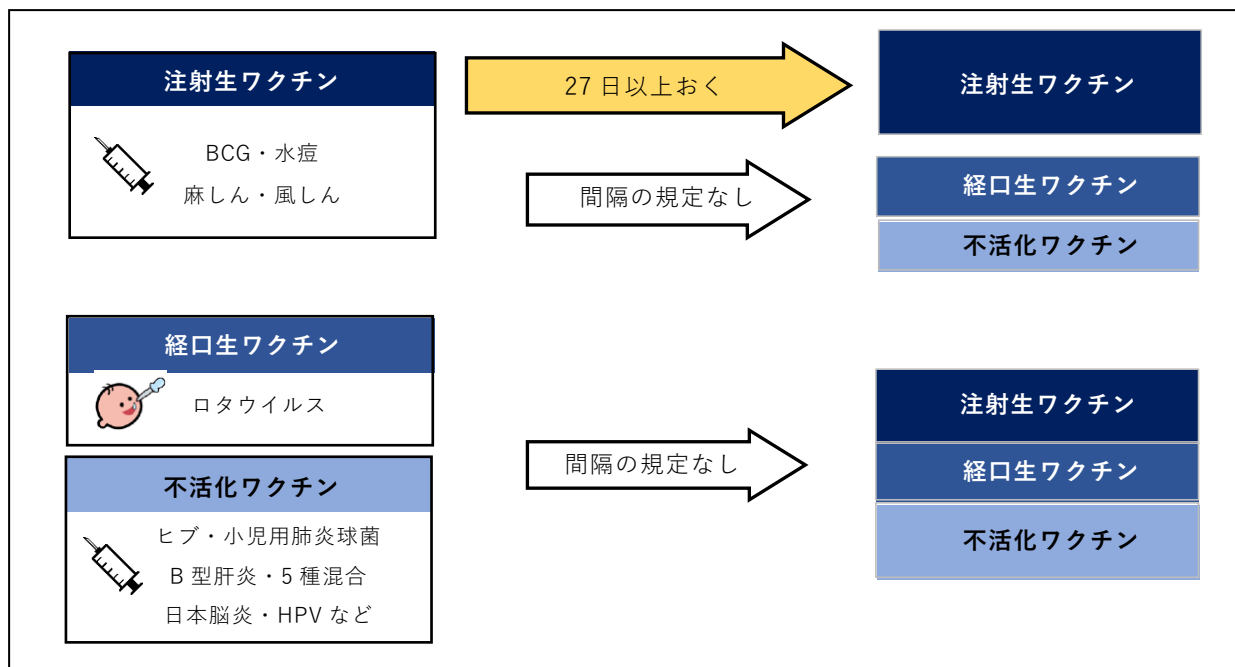 注射生ワクチン
BCG・水痘
麻しん・風しん
27日以上おく
注射生ワクチン
間隔の規定なし
経口生ワクチン
不活化ワクチン
経口生ワクチン
ロタウイルス
不活化ワクチン
ヒブ・小児用肺炎球菌
B型肝炎・5種混合
日本脳炎・HPVなど
間隔の規定なし
注射生ワクチン
経口生ワクチン
不活化ワクチン